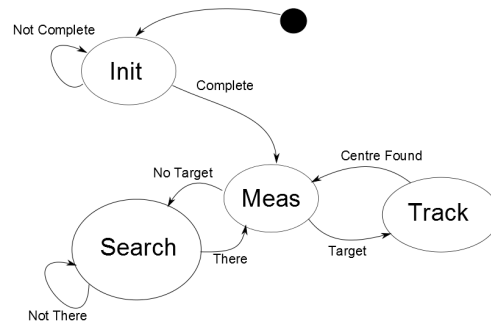 Not Complete
Init
Complete
Centre Found
No Target
Meas
Track
Search
There
Target
Not There